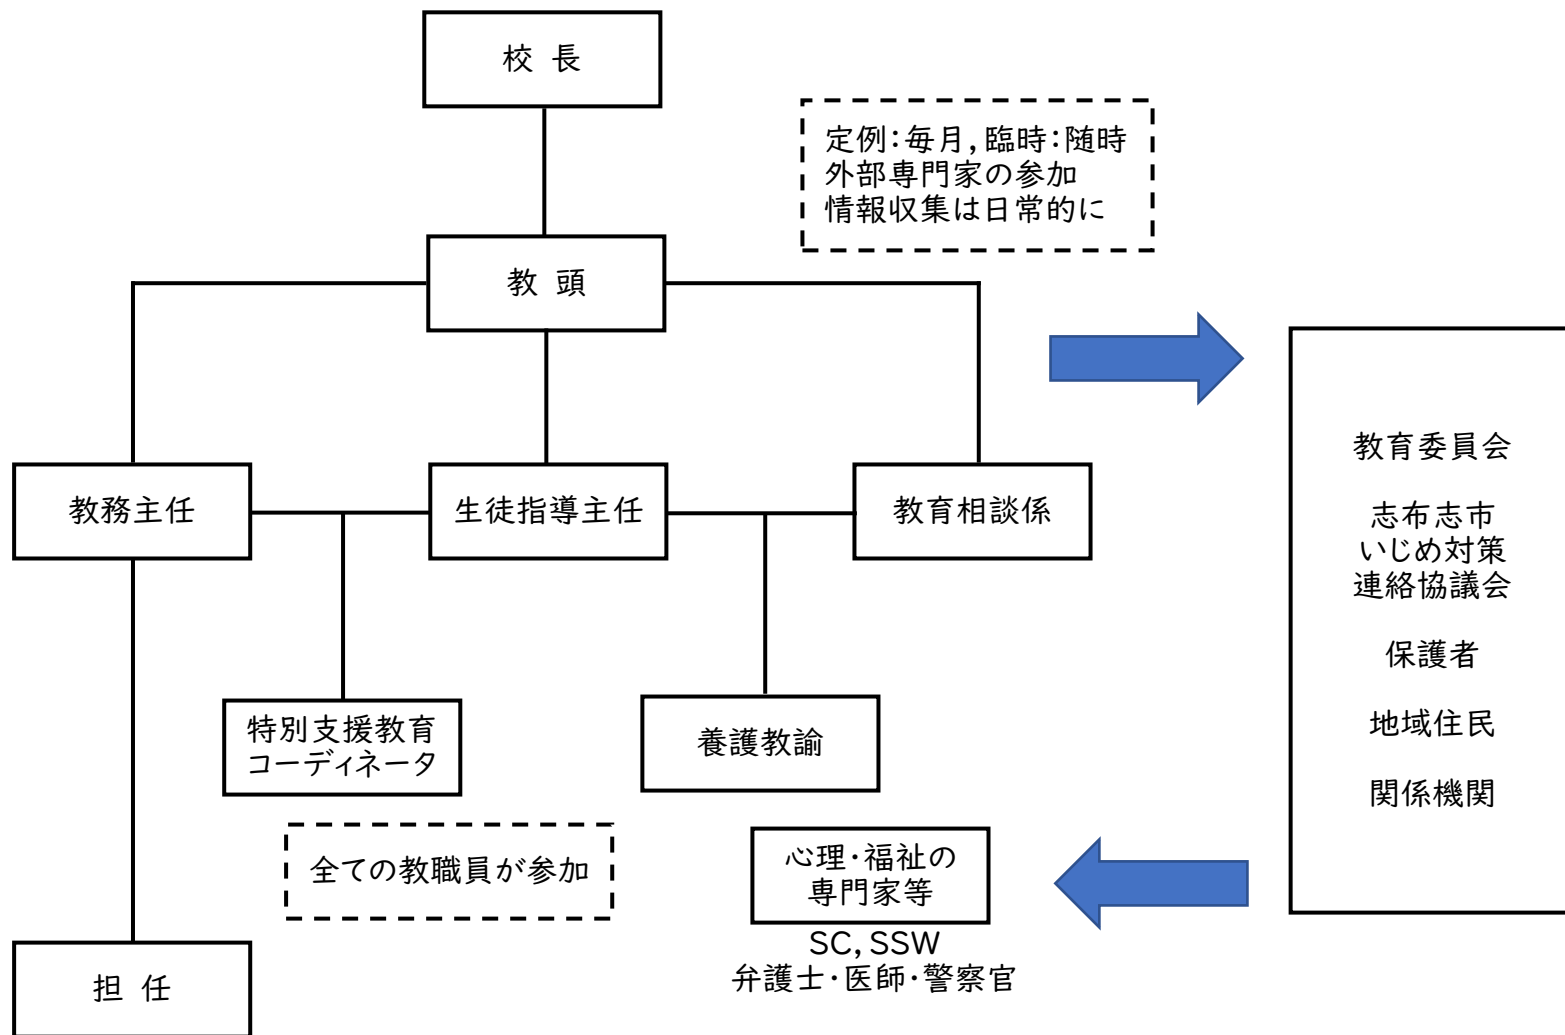 校 長
定例：毎月，臨時：随時
外部専門家の参加
情報収集は日常的に
教 頭
教務主任
生徒指導主任
教育相談係
教育委員会
志布志市
いじめ対策
連絡協議会
保護者
地域住民
関係機関
特別支援教育
コーディネータ
養護教諭
全ての教職員が参加
心理・福祉の
専門家等
SC，SSW
弁護士・医師・警察官
担 任